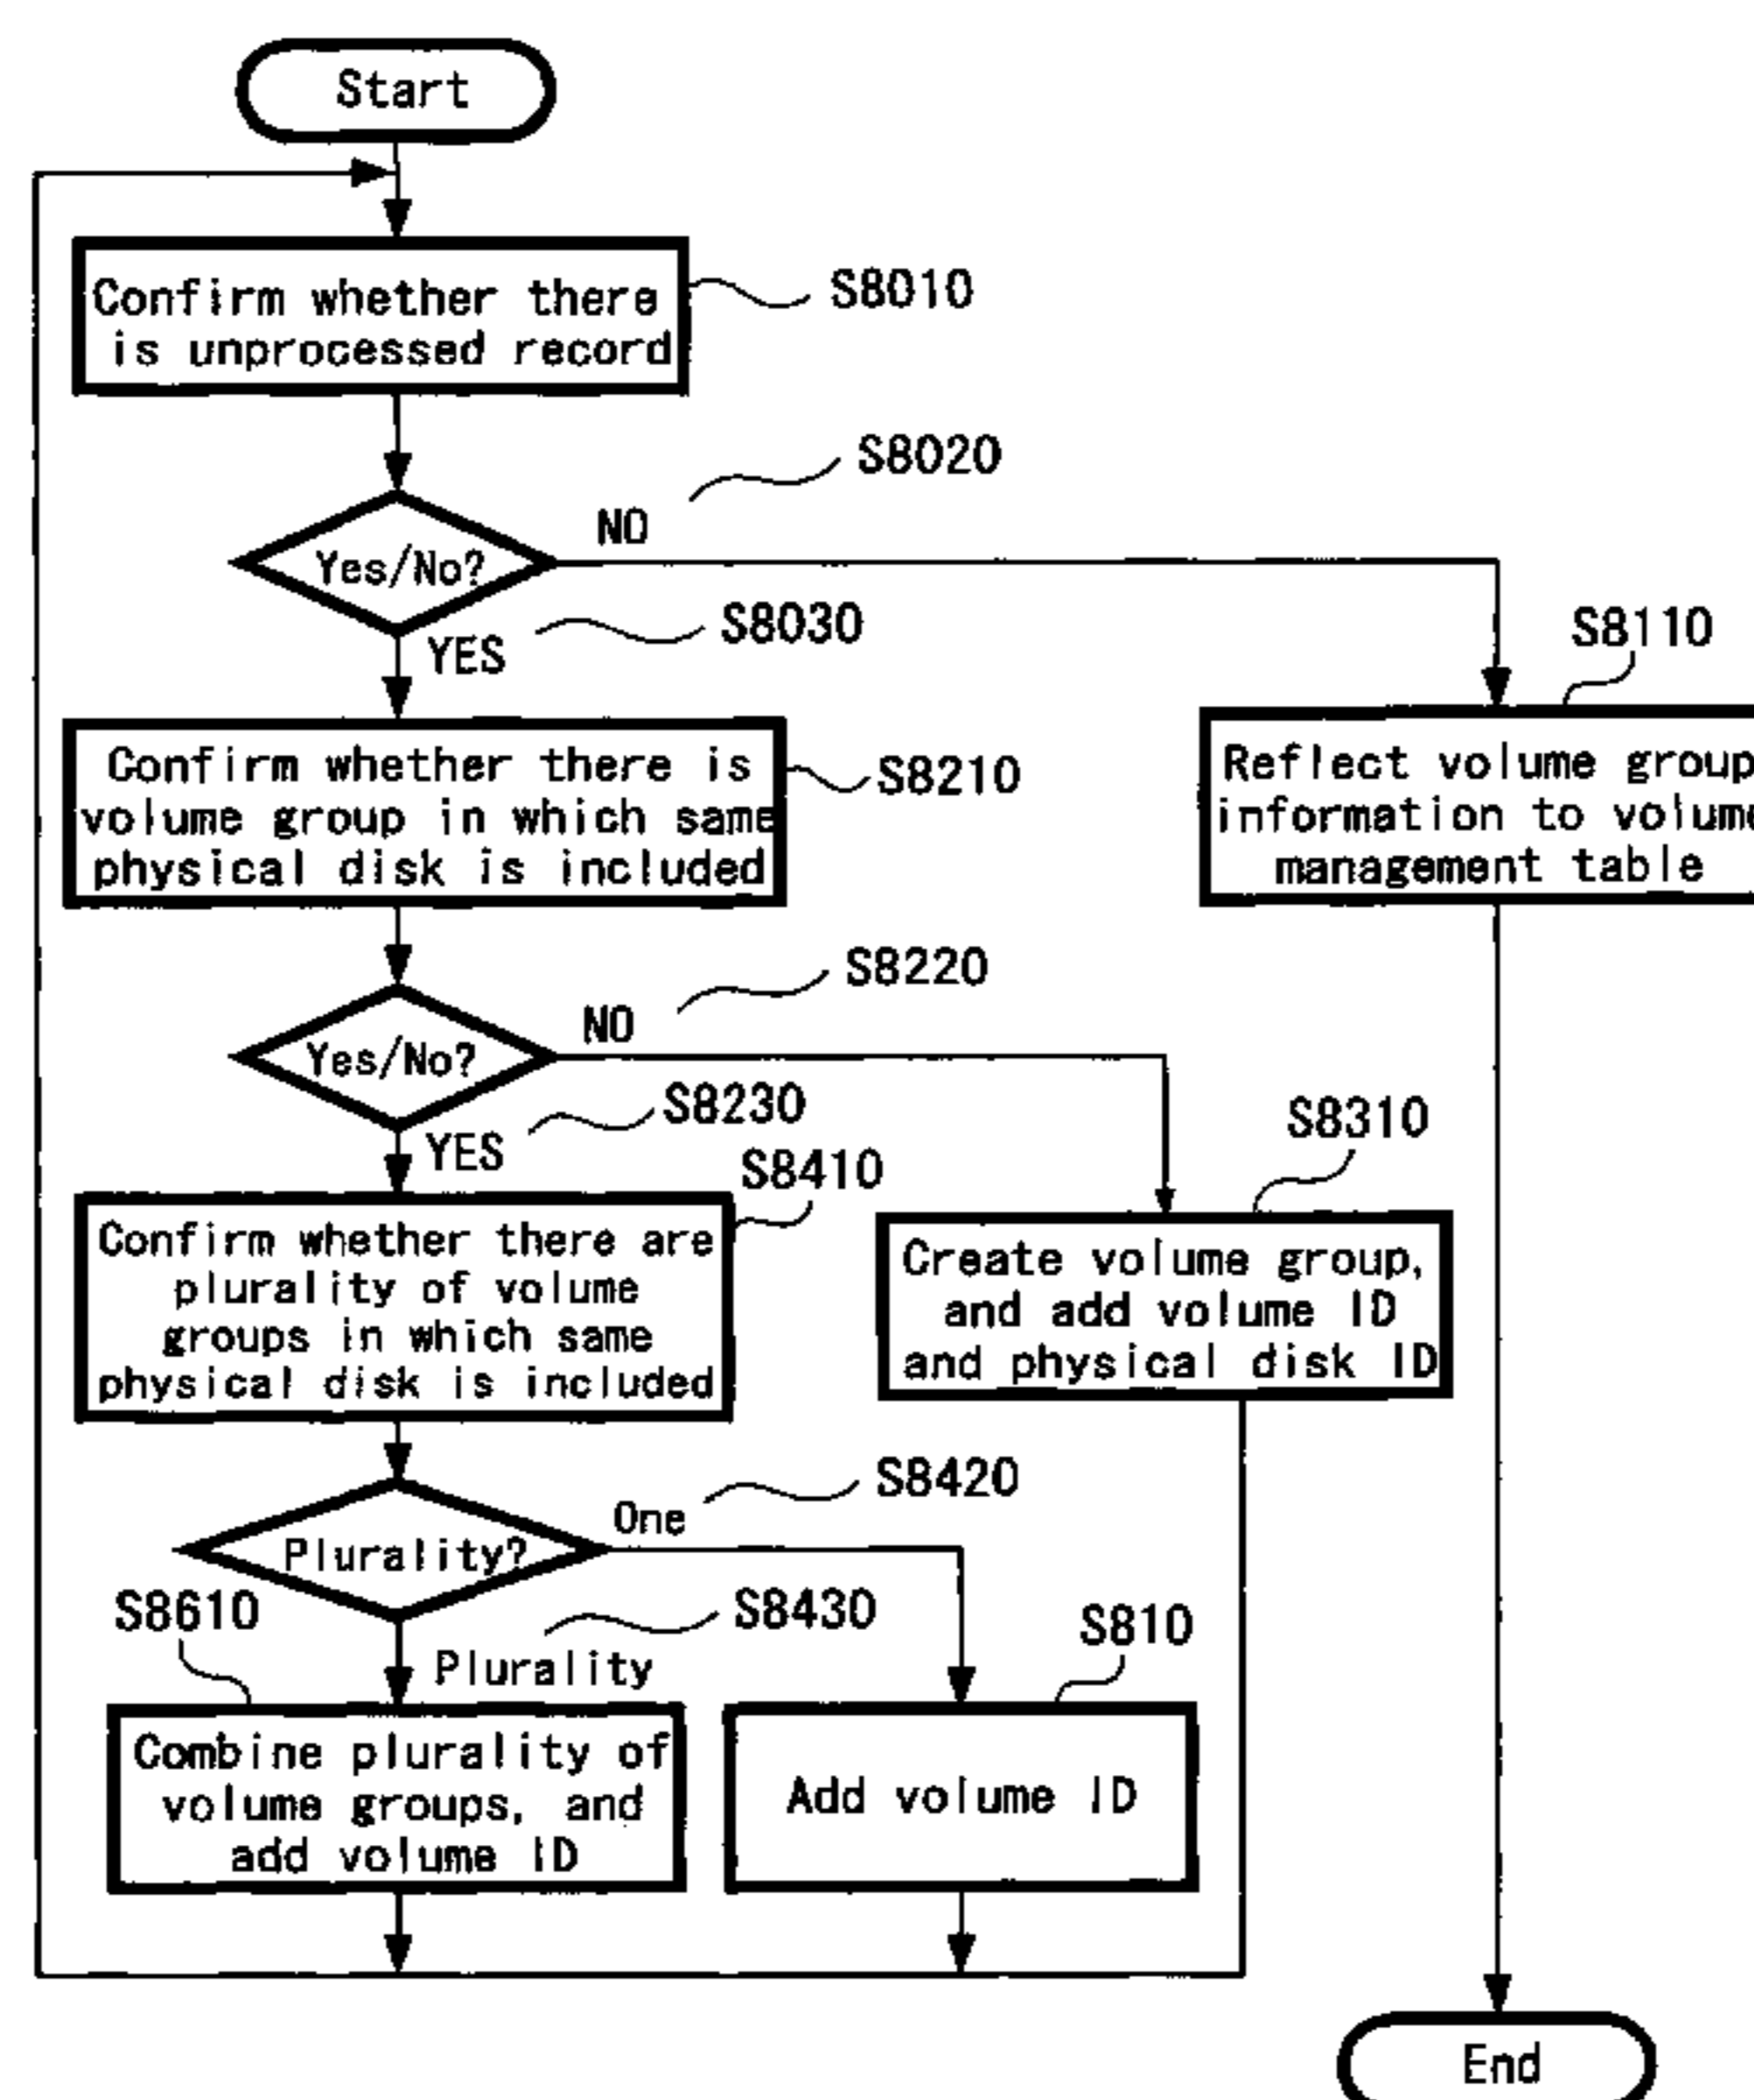 Start
Confirm whether there
is unprocessed record
S8010
S8020
Yes/No?
NO
YES
S8030
S8110
Reflect volume group
information to volume
management table
Confirm whether there is
volume group in which same
physical disk is included
S8210
S8220
Yes/No?
NO
YES
S8230
S8410
Confirm whether there are
plurality of volume
groups in which same
physical disk is included
S8310
Create volume group,
and add volume ID
and physical disk ID
S8420
Plurality?
One
S8430
Plurality
S8610
Combine plurality of
volume groups, and
add volume ID
S810
Add volume ID
End